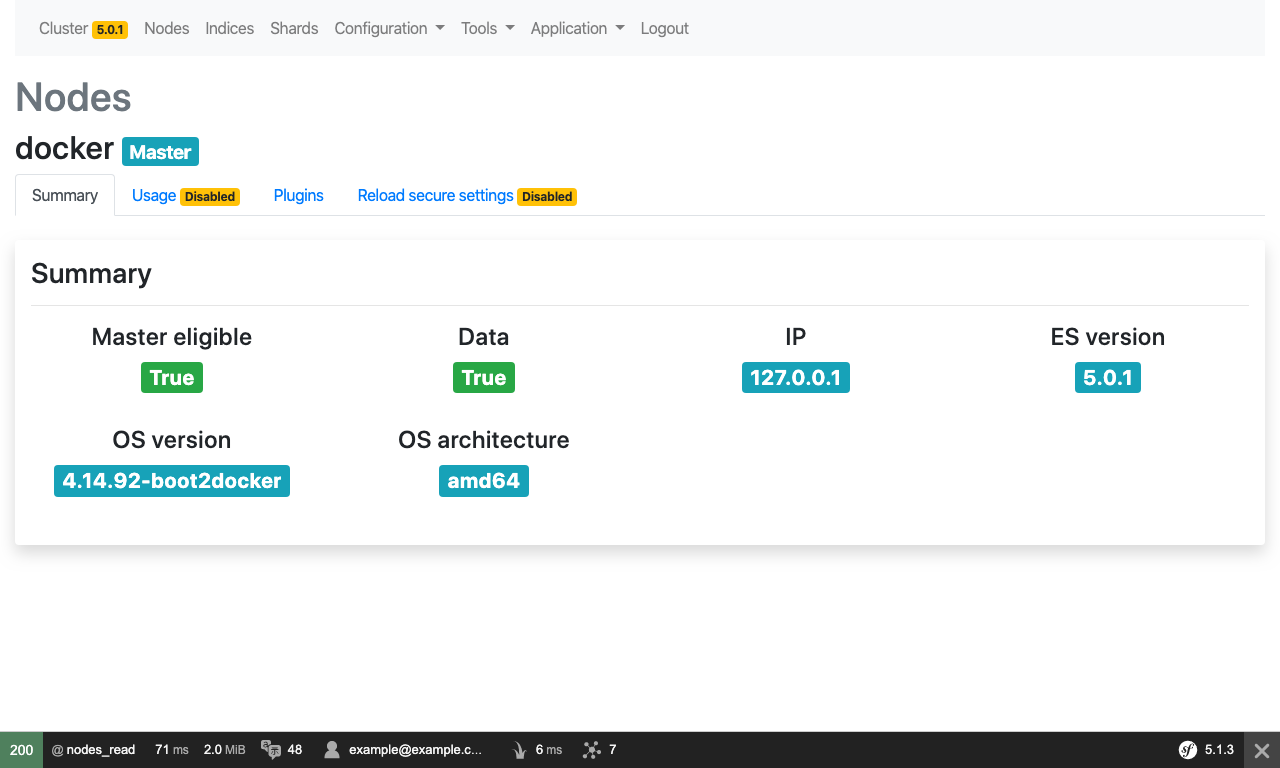 Cluster 5.0.1 Nodes Indices Shards Configuration Tools Application Logout
Nodes
docker Master
Summary Usage Disabled Plugins Reload secure settings Disabled
Summary
Master eligible Data IP ES version
True True 127.0.0.1 5.0.1
OS version OS architecture
4.14.92-boot2docker amd64
200 @ nodes_read 71 ms 2.0 MiB 48 example@example.c... 6 ms 7 sf 5.1.3